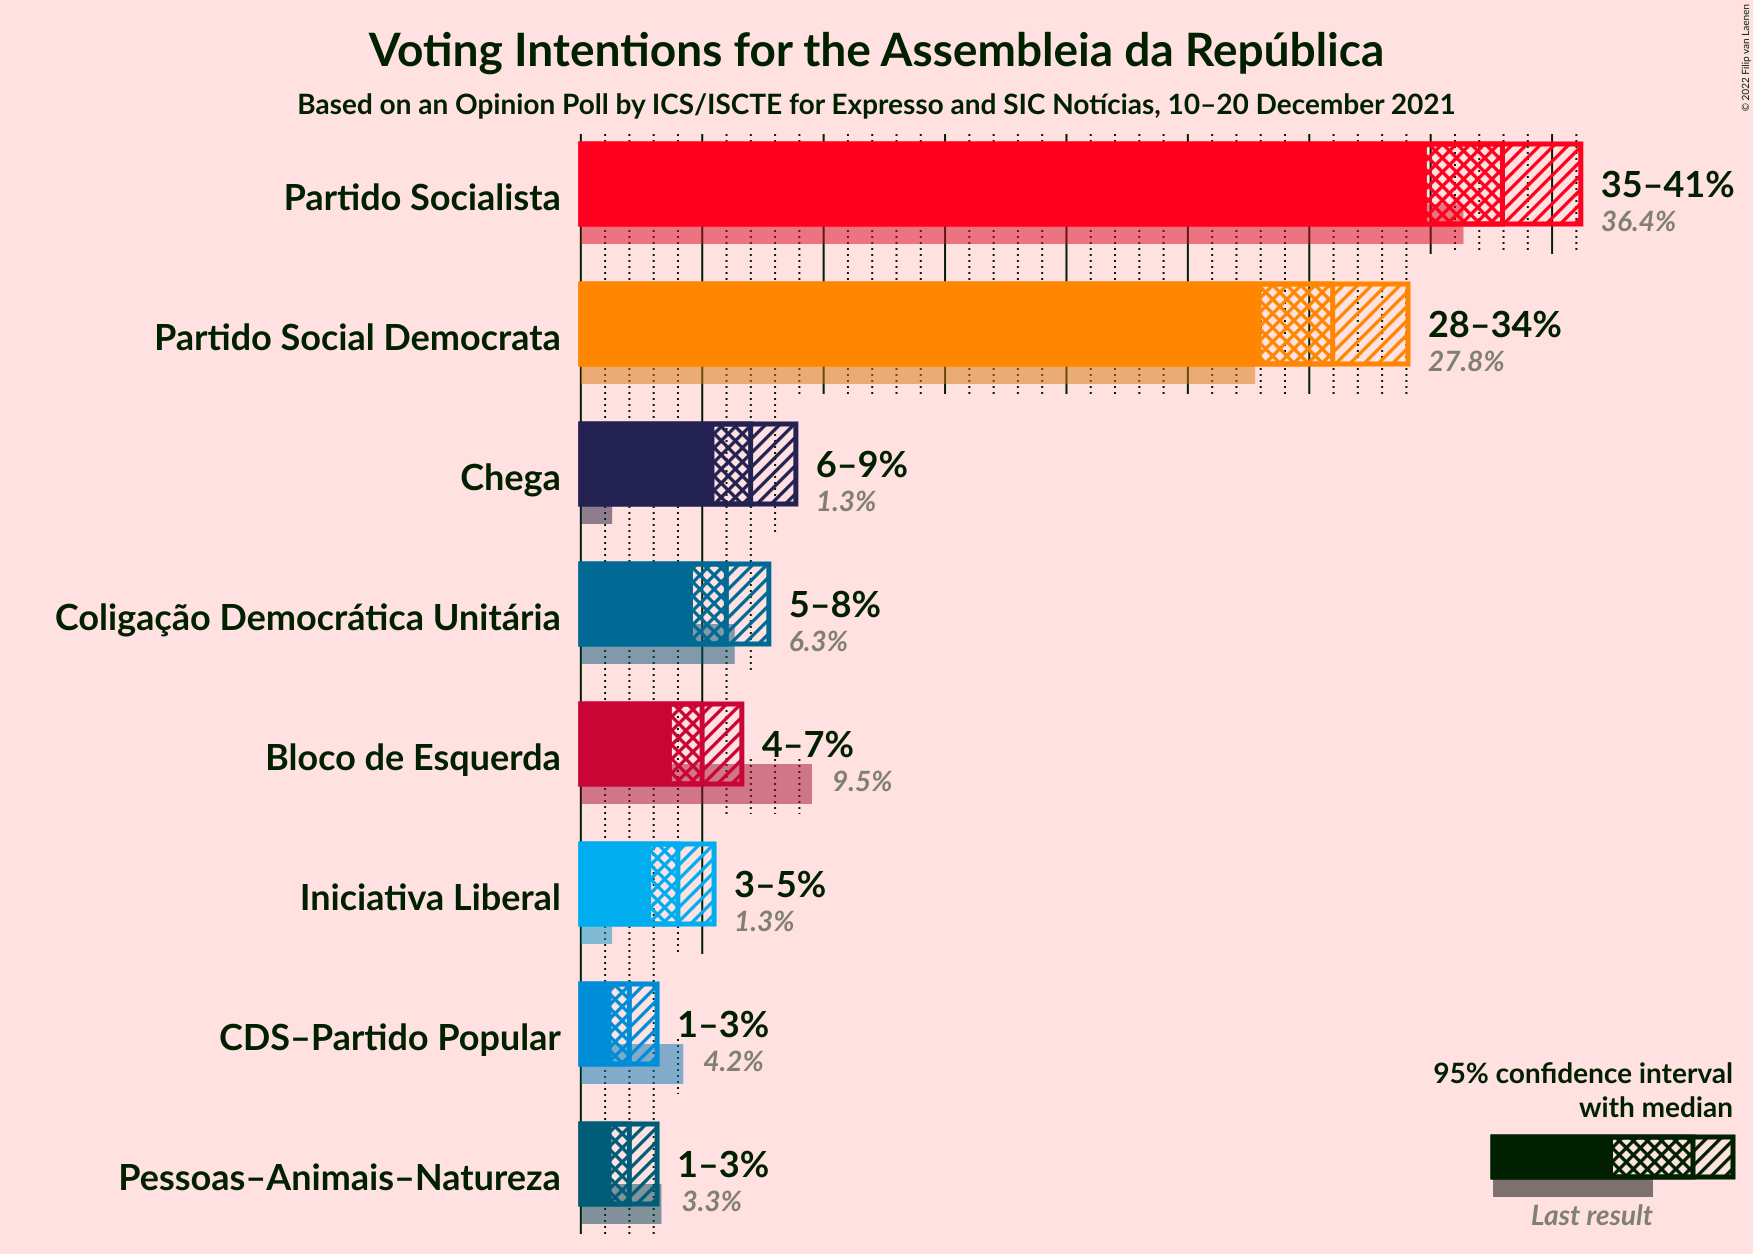 Voting Intentions for the Assembleia da República
Based on an Opinion Poll by ICS/ISCTE for Expresso and SIC Notícias, 10–20 December 2021
© 2022 Filip van Laenen
Partido Socialista
35–41%
36.4%
Partido Social Democrata
28–34%
27.8%
Chega
6–9%
1.3%
Coligação Democrática Unitária
5–8%
6.3%
Bloco de Esquerda
4–7%
9.5%
Iniciativa Liberal
3–5%
1.3%
CDS–Partido Popular
1–3%
4.2%
Pessoas–Animais–Natureza
1–3%
3.3%
95% confidence interval
with median
Last result